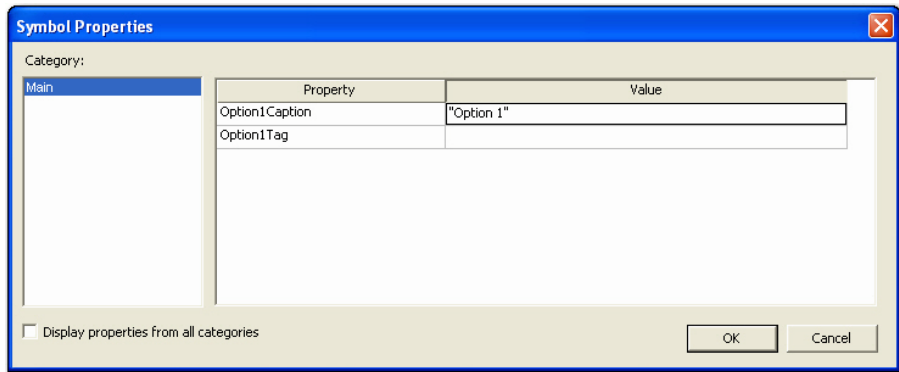 Symbol Properties
Category:
Main
Property Value
Option1Caption "Option 1"
Option1Tag
Display properties from all categories
OK Cancel